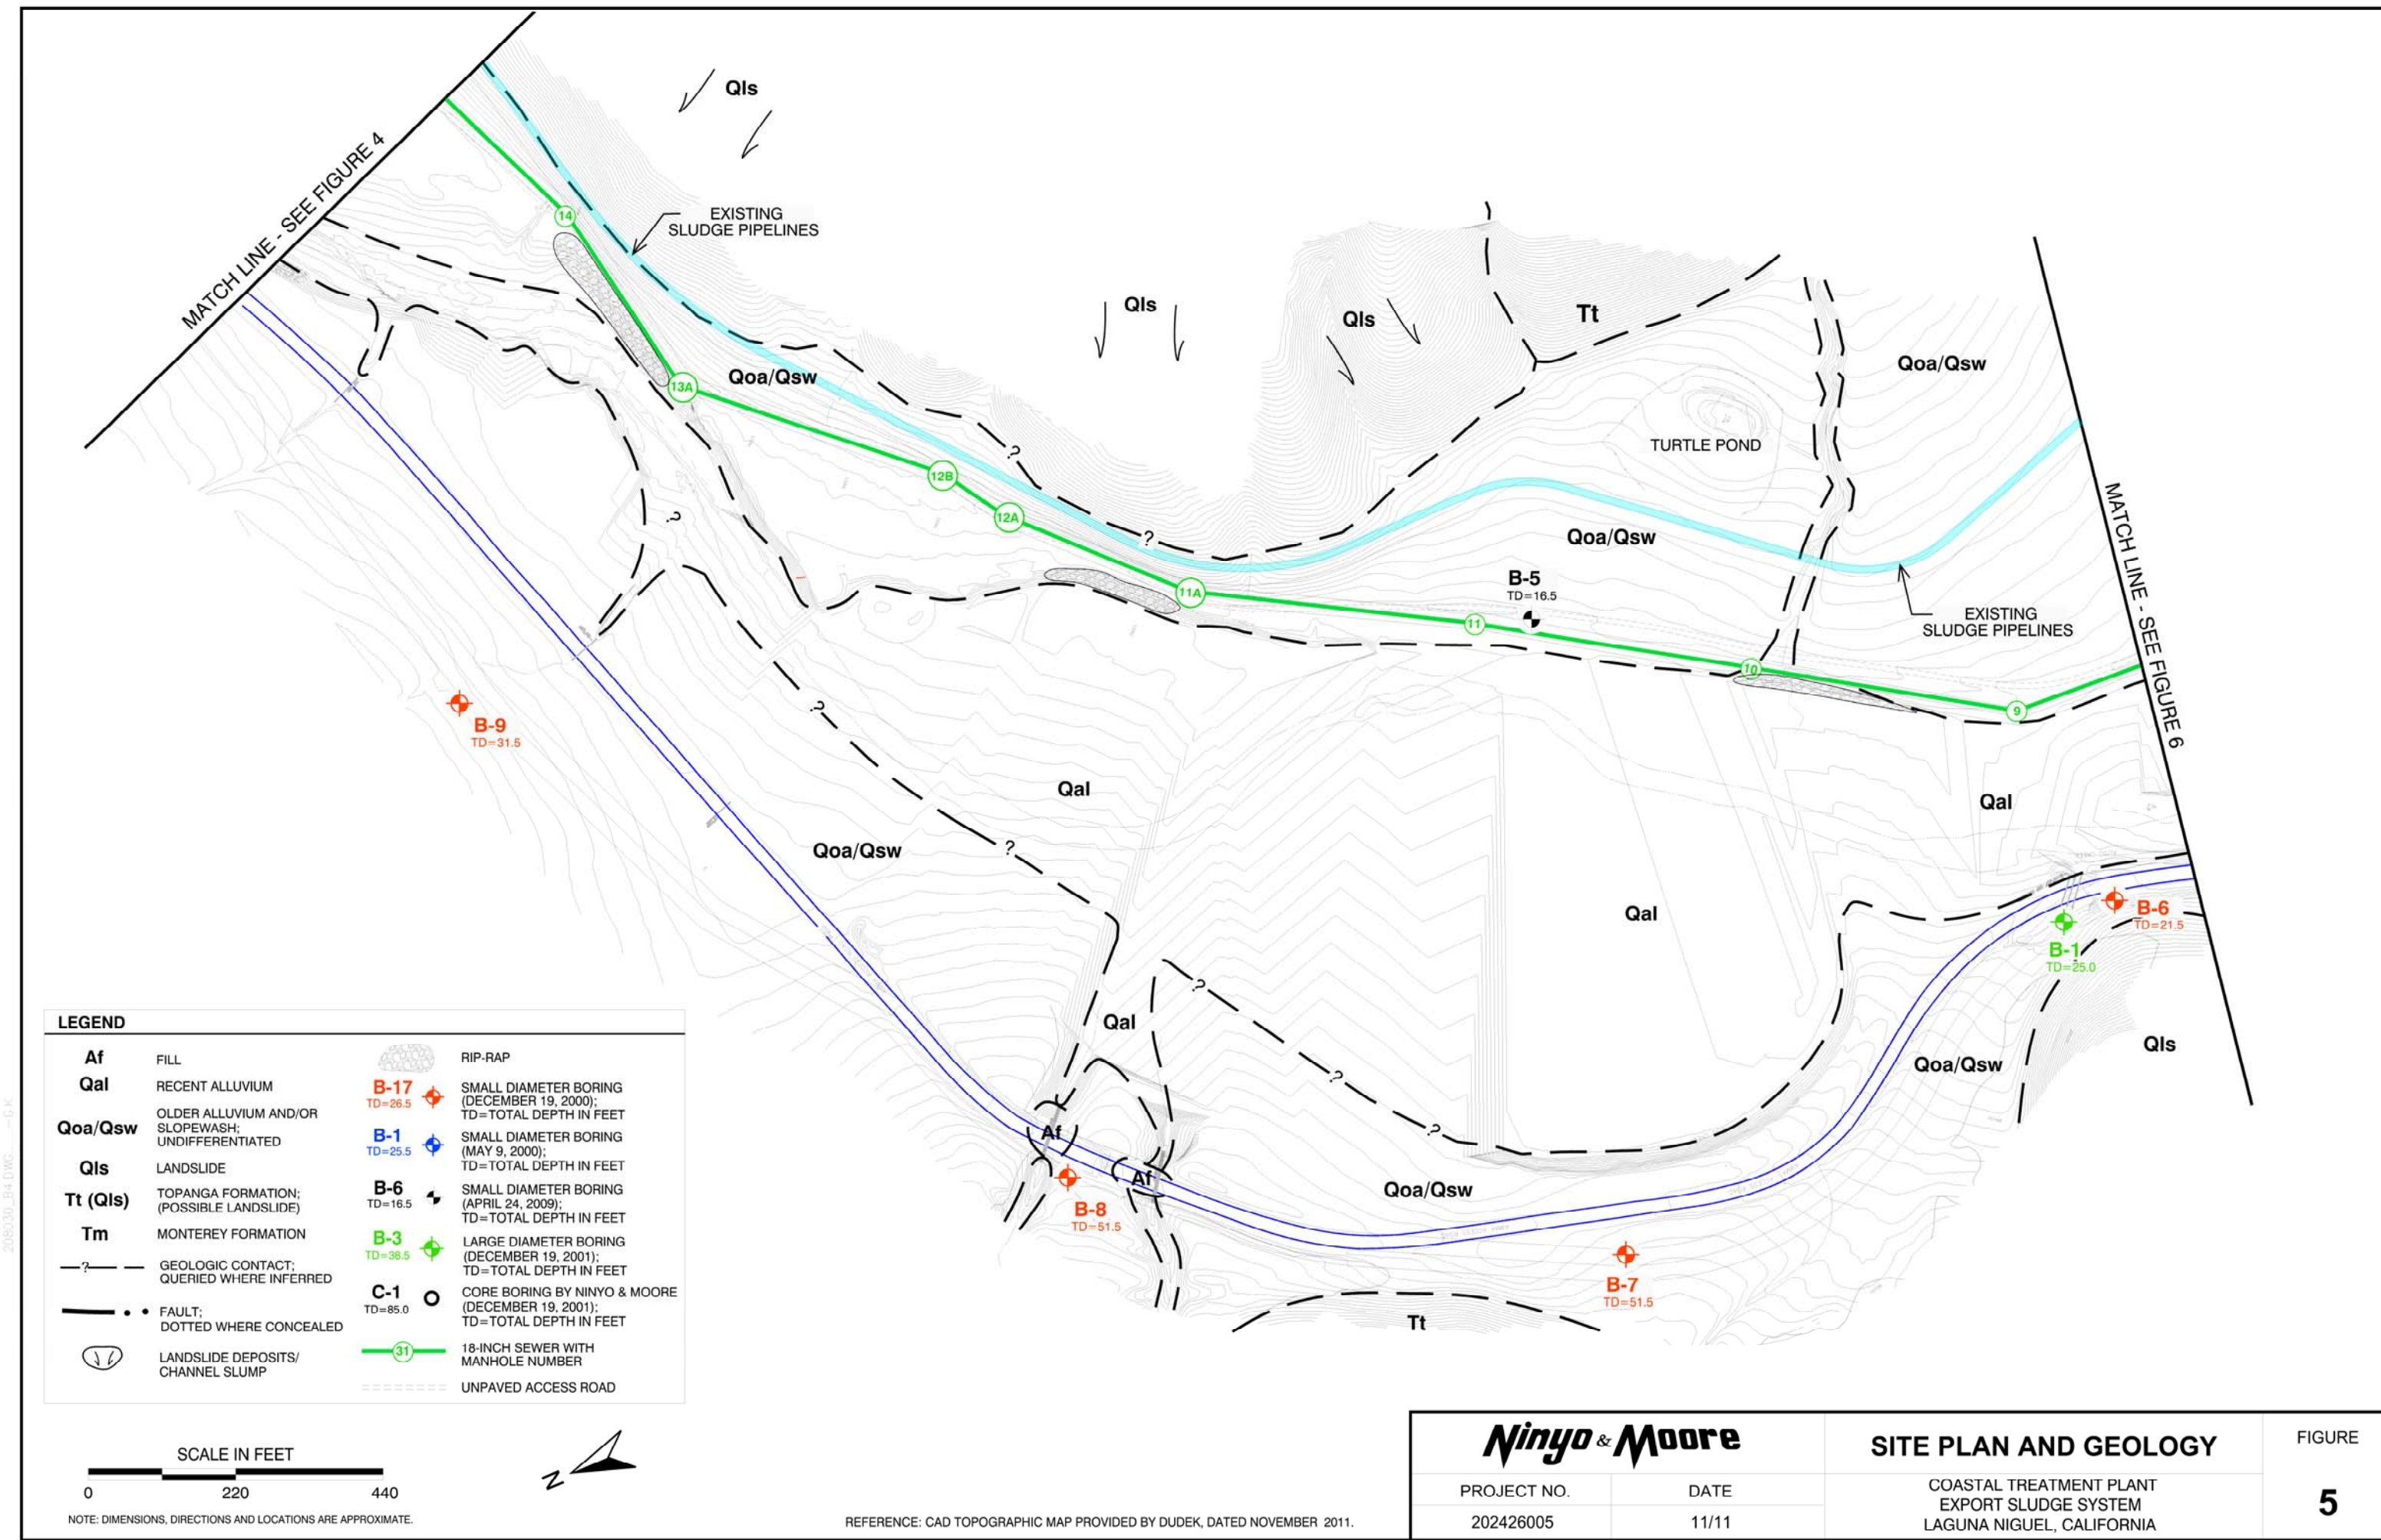 MATCH LINE - SEE FIGURE 4
Qls
14
EXISTING
SLUDGE PIPELINES
Qls
Qls
Tt
Qoa/Qsw
13A
Qoa/Qsw
TURTLE POND
?
12B
12A
?
?
Qoa/Qsw
MATCH LINE - SEE FIGURE 6
B-5
TD=16.5
11A
11
EXISTING
SLUDGE PIPELINES
10
9
B-9
TD=31.5
?
Qal
Qal
Qoa/Qsw
?
Qal
B-6
TD=21.5
B-1
TD=25.0
?
Qal
Qls
Qoa/Qsw
?
?
Af
Af
Qoa/Qsw
B-8
TD=51.5
B-7
TD=51.5
Tt
LEGEND
Af FILL
Qal RECENT ALLUVIUM
Qoa/Qsw OLDER ALLUVIUM AND/OR
SLOPEWASH;
UNDIFFERENTIATED
Qls LANDSLIDE
Tt (Qls) TOPANGA FORMATION;
(POSSIBLE LANDSLIDE)
Tm MONTEREY FORMATION
? GEOLOGIC CONTACT;
QUERIED WHERE INFERRED
FAULT;
DOTTED WHERE CONCEALED
LANDSLIDE DEPOSITS/
CHANNEL SLUMP
RIP-RAP
B-17 SMALL DIAMETER BORING
TD=26.5 (DECEMBER 19, 2000);
TD=TOTAL DEPTH IN FEET
B-1 SMALL DIAMETER BORING
TD=25.5 (MAY 9, 2000);
TD=TOTAL DEPTH IN FEET
B-6 SMALL DIAMETER BORING
TD=16.5 (APRIL 24, 2009);
TD=TOTAL DEPTH IN FEET
B-3 LARGE DIAMETER BORING
TD=38.5 (DECEMBER 19, 2001);
TD=TOTAL DEPTH IN FEET
C-1 CORE BORING BY NINYO & MOORE
TD=85.0 (DECEMBER 19, 2001);
TD=TOTAL DEPTH IN FEET
31 18-INCH SEWER WITH
MANHOLE NUMBER
UNPAVED ACCESS ROAD
SCALE IN FEET
0 220 440
NOTE: DIMENSIONS, DIRECTIONS AND LOCATIONS ARE APPROXIMATE.
N
REFERENCE: CAD TOPOGRAPHIC MAP PROVIDED BY DUDEK, DATED NOVEMBER 2011.
Ninyo & Moore
PROJECT NO. DATE
202426005 11/11
SITE PLAN AND GEOLOGY
COASTAL TREATMENT PLANT
EXPORT SLUDGE SYSTEM
LAGUNA NIGUEL, CALIFORNIA
FIGURE
5